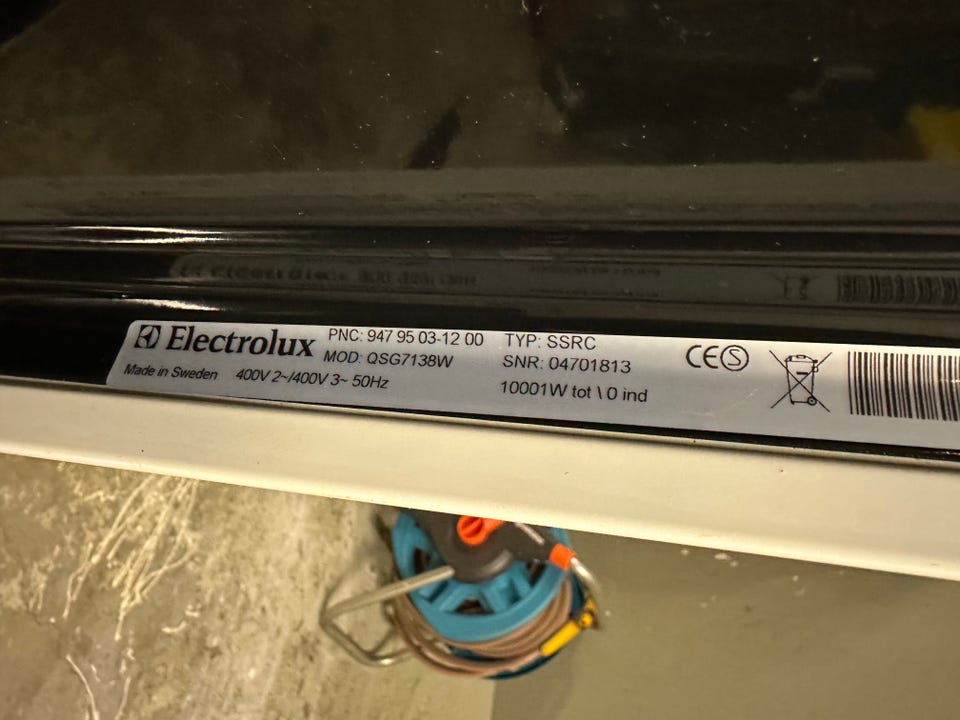 Electrolux PNC: 947 95 03-12 00 TYP: SSRC
MOD: QSG7138W SNR: 04701813
Made in Sweden 400V 2~/400V 3~ 50Hz 10001W tot \ 0 ind
CE S